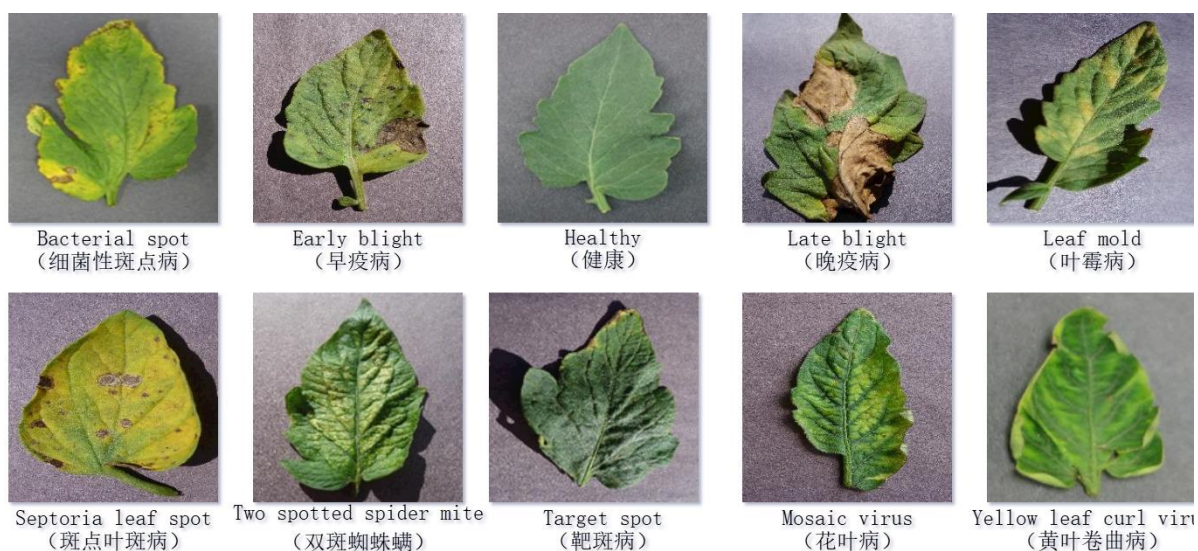 Bacterial spot
(细菌性斑点病)
Early blight
(早疫病)
Healthy
(健康)
Late blight
(晚疫病)
Leaf mold
(叶霉病)
Septoria leaf spot
(斑点叶斑病)
Two spotted spider mite
(双斑蜘蛛螨)
Target spot
(靶斑病)
Mosaic virus
(花叶病)
Yellow leaf curl viru
(黄叶卷曲病)